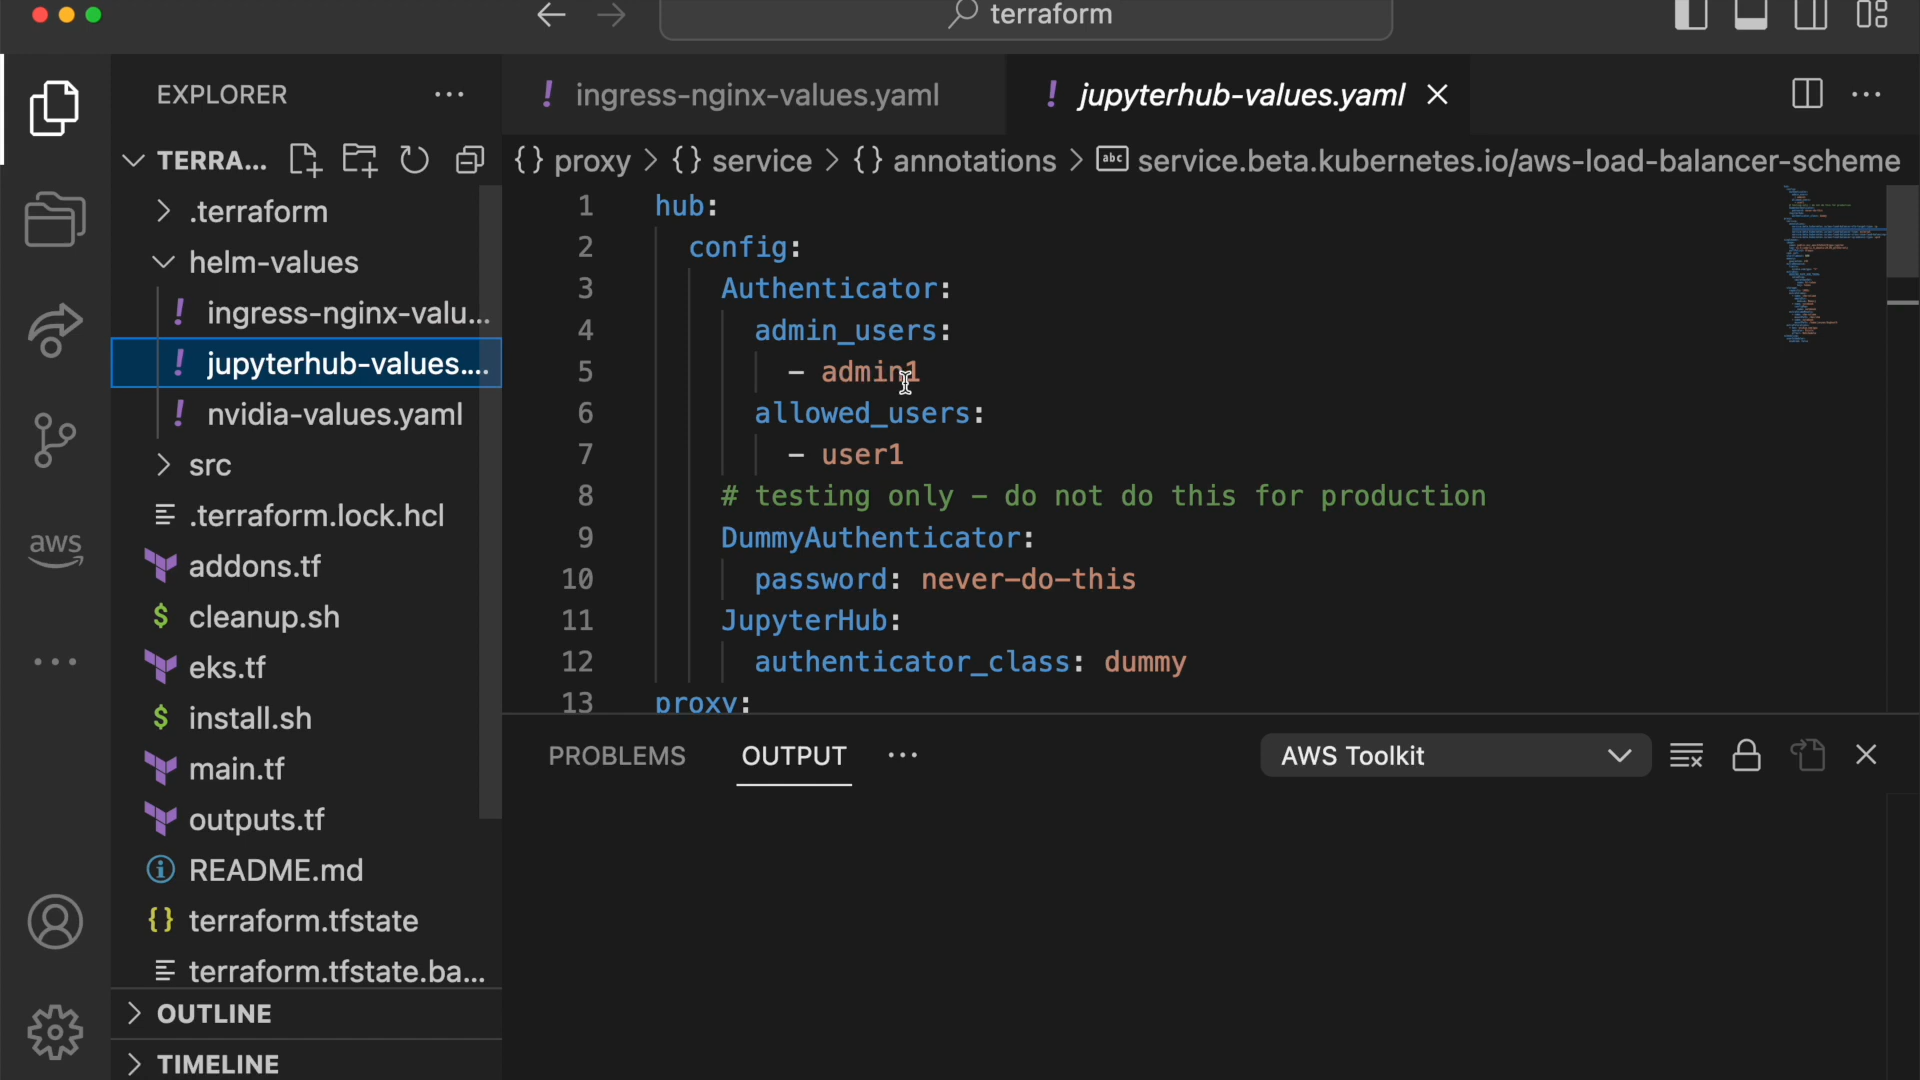 terraform
EXPLORER
ingress-nginx-values.yaml
jupyterhub-values.yaml
TERRA...
{} proxy > {} service > {} annotations > abc service.beta.kubernetes.io/aws-load-balancer-scheme
.terraform
helm-values
! ingress-nginx-valu...
! jupyterhub-values....
! nvidia-values.yaml
src
.terraform.lock.hcl
addons.tf
$ cleanup.sh
eks.tf
$ install.sh
main.tf
outputs.tf
README.md
{} terraform.tfstate
terraform.tfstate.ba...
OUTLINE
TIMELINE
aws
1 hub:
2 config:
3 Authenticator:
4 admin_users:
5 - admin1
6 allowed_users:
7 - user1
8 # testing only - do not do this for production
9 DummyAuthenticator:
10 password: never-do-this
11 JupyterHub:
12 authenticator_class: dummy
13 proxy:
PROBLEMS
OUTPUT
AWS Toolkit